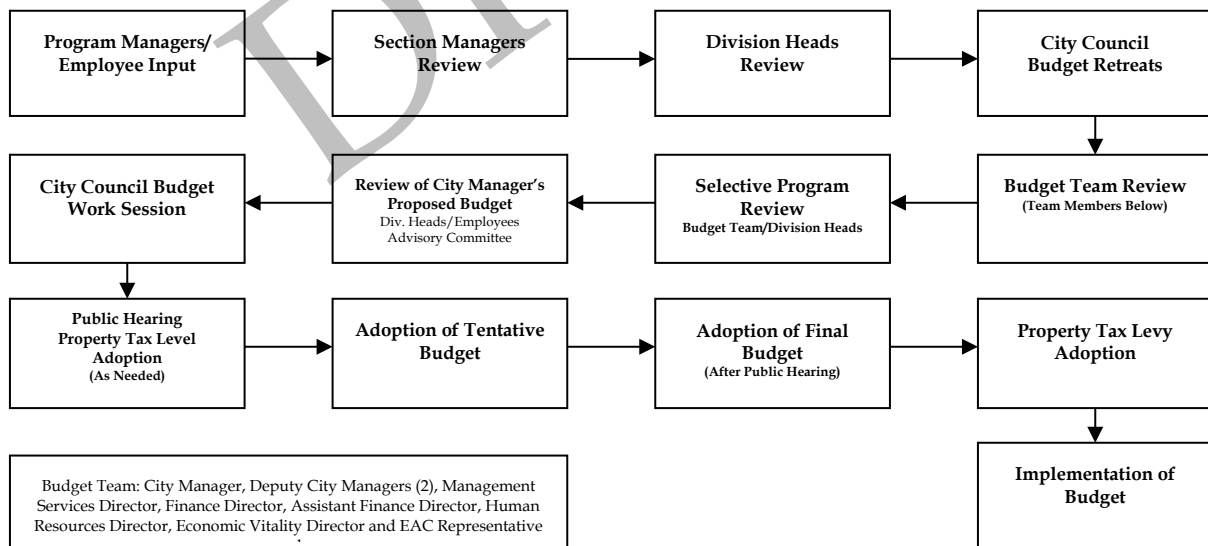 Program Managers/
Employee Input
Section Managers
Review
Division Heads
Review
City Council
Budget Retreats
Budget Team Review
(Team Members Below)
Selective Program
Review
Budget Team/Division Heads
Review of City Manager's
Proposed Budget
Div. Heads/Employees
Advisory Committee
City Council Budget
Work Session
Public Hearing
Property Tax Level
Adoption
(As Needed)
Adoption of Tentative
Budget
Adoption of Final
Budget
(After Public Hearing)
Property Tax Levy
Adoption
Implementation of
Budget
Budget Team: City Manager, Deputy City Managers (2), Management
Services Director, Finance Director, Assistant Finance Director, Human
Resources Director, Economic Vitality Director and EAC Representative